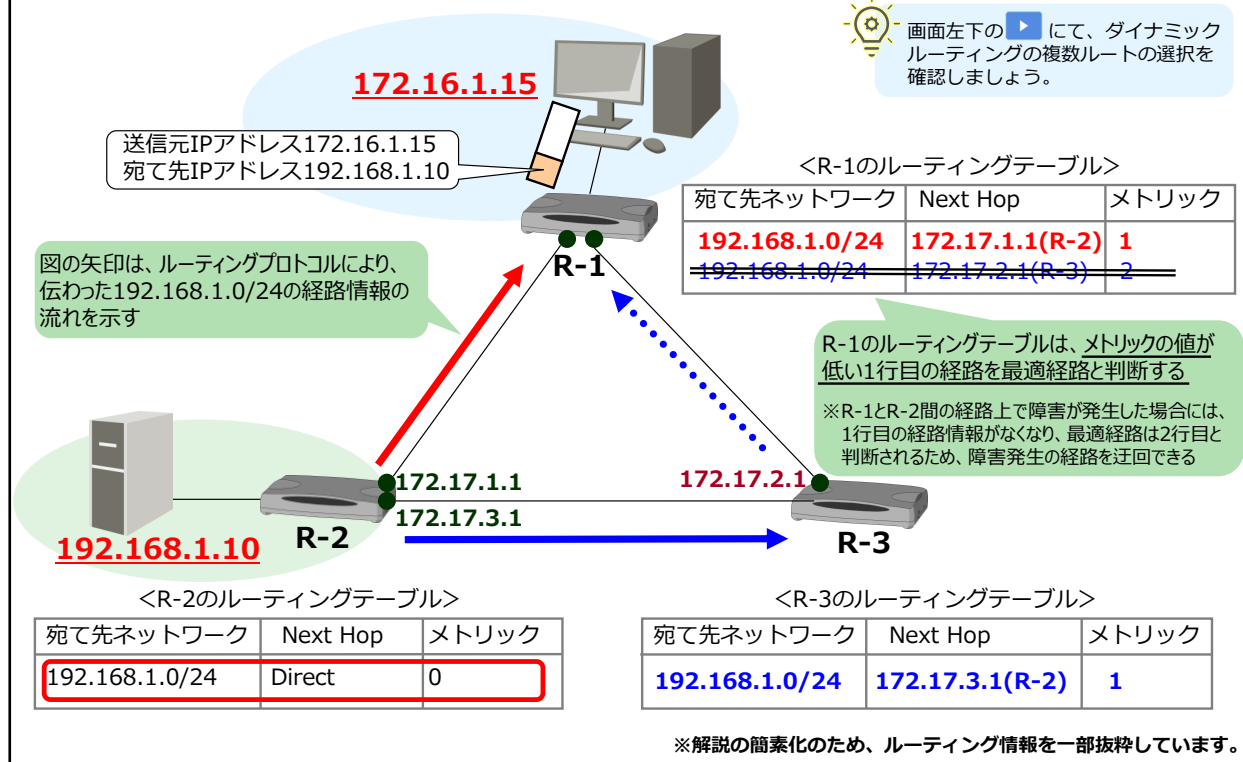 画面左下の にて、ダイナミック
ルーティングの複数ルートの選択を
確認しましょう。
172.16.1.15
送信元IPアドレス172.16.1.15
宛て先IPアドレス192.168.1.10
<R-1のルーティングテーブル>
宛て先ネットワーク Next Hop メトリック
192.168.1.0/24 172.17.1.1(R-2) 1
192.168.1.0/24 172.17.2.1(R-3) 2
R-1
図の矢印は、ルーティングプロトコルにより、
伝わった192.168.1.0/24の経路情報の
流れを示す
R-1のルーティングテーブルは、メトリックの値が
低い1行目の経路を最適経路と判断する
※R-1とR-2間の経路上で障害が発生した場合には、
1行目の経路情報がなくなり、最適経路は2行目と
判断されるため、障害発生の経路を迂回できる
172.17.1.1
172.17.2.1
172.17.3.1
192.168.1.10
R-2
R-3
<R-2のルーティングテーブル>
宛て先ネットワーク Next Hop メトリック
192.168.1.0/24 Direct 0
<R-3のルーティングテーブル>
宛て先ネットワーク Next Hop メトリック
192.168.1.0/24 172.17.3.1(R-2) 1
※解説の簡素化のため、ルーティング情報を一部抜粋しています。